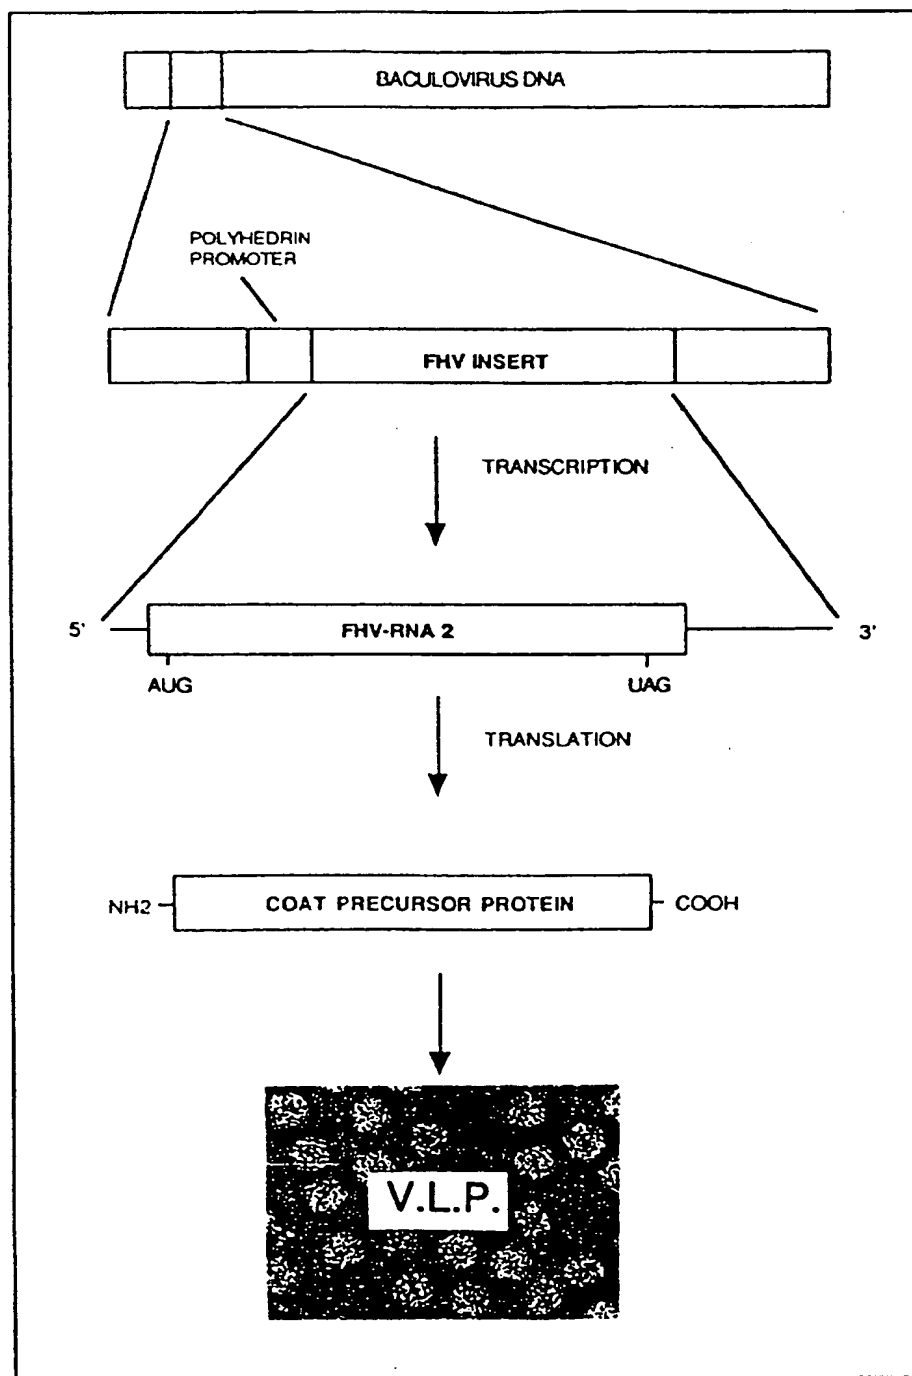 BACULOVIRUS DNA
POLYHEDRIN
PROMOTER
FHV INSERT
TRANSCRIPTION
5'
FHV-RNA 2
3'
AUG
UAG
TRANSLATION
NH2
COAT PRECURSOR PROTEIN
COOH
V.L.P.